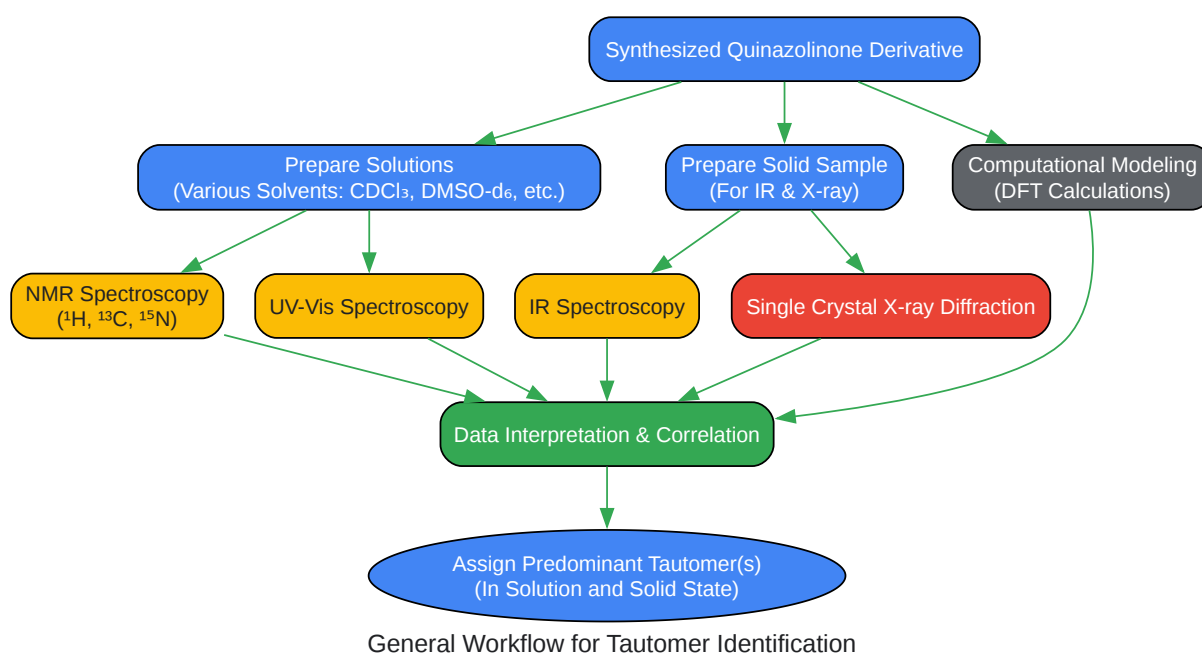 Synthesized Quinazolinone Derivative
Prepare Solutions
(Various Solvents: CDCl₃, DMSO-d₆, etc.)
Prepare Solid Sample
(For IR & X-ray)
Computational Modeling
(DFT Calculations)
NMR Spectroscopy
(¹H, ¹³C, ¹⁵N)
UV-Vis Spectroscopy
IR Spectroscopy
Single Crystal X-ray Diffraction
Data Interpretation & Correlation
Assign Predominant Tautomer(s)
(In Solution and Solid State)
General Workflow for Tautomer Identification